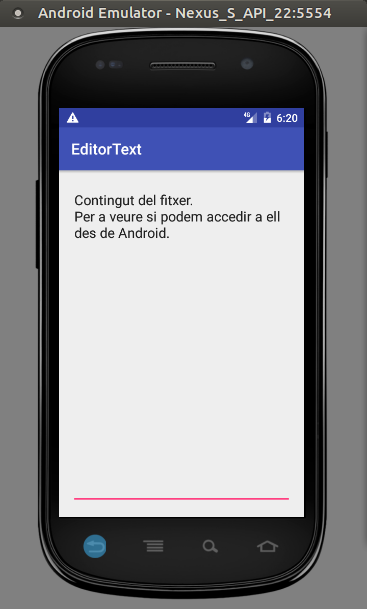 Android Emulator - Nexus_S_API_22:5554
4G 6:20
EditorText
Contingut del fitxer.
Per a veure si podem accedir a ell
des de Android.